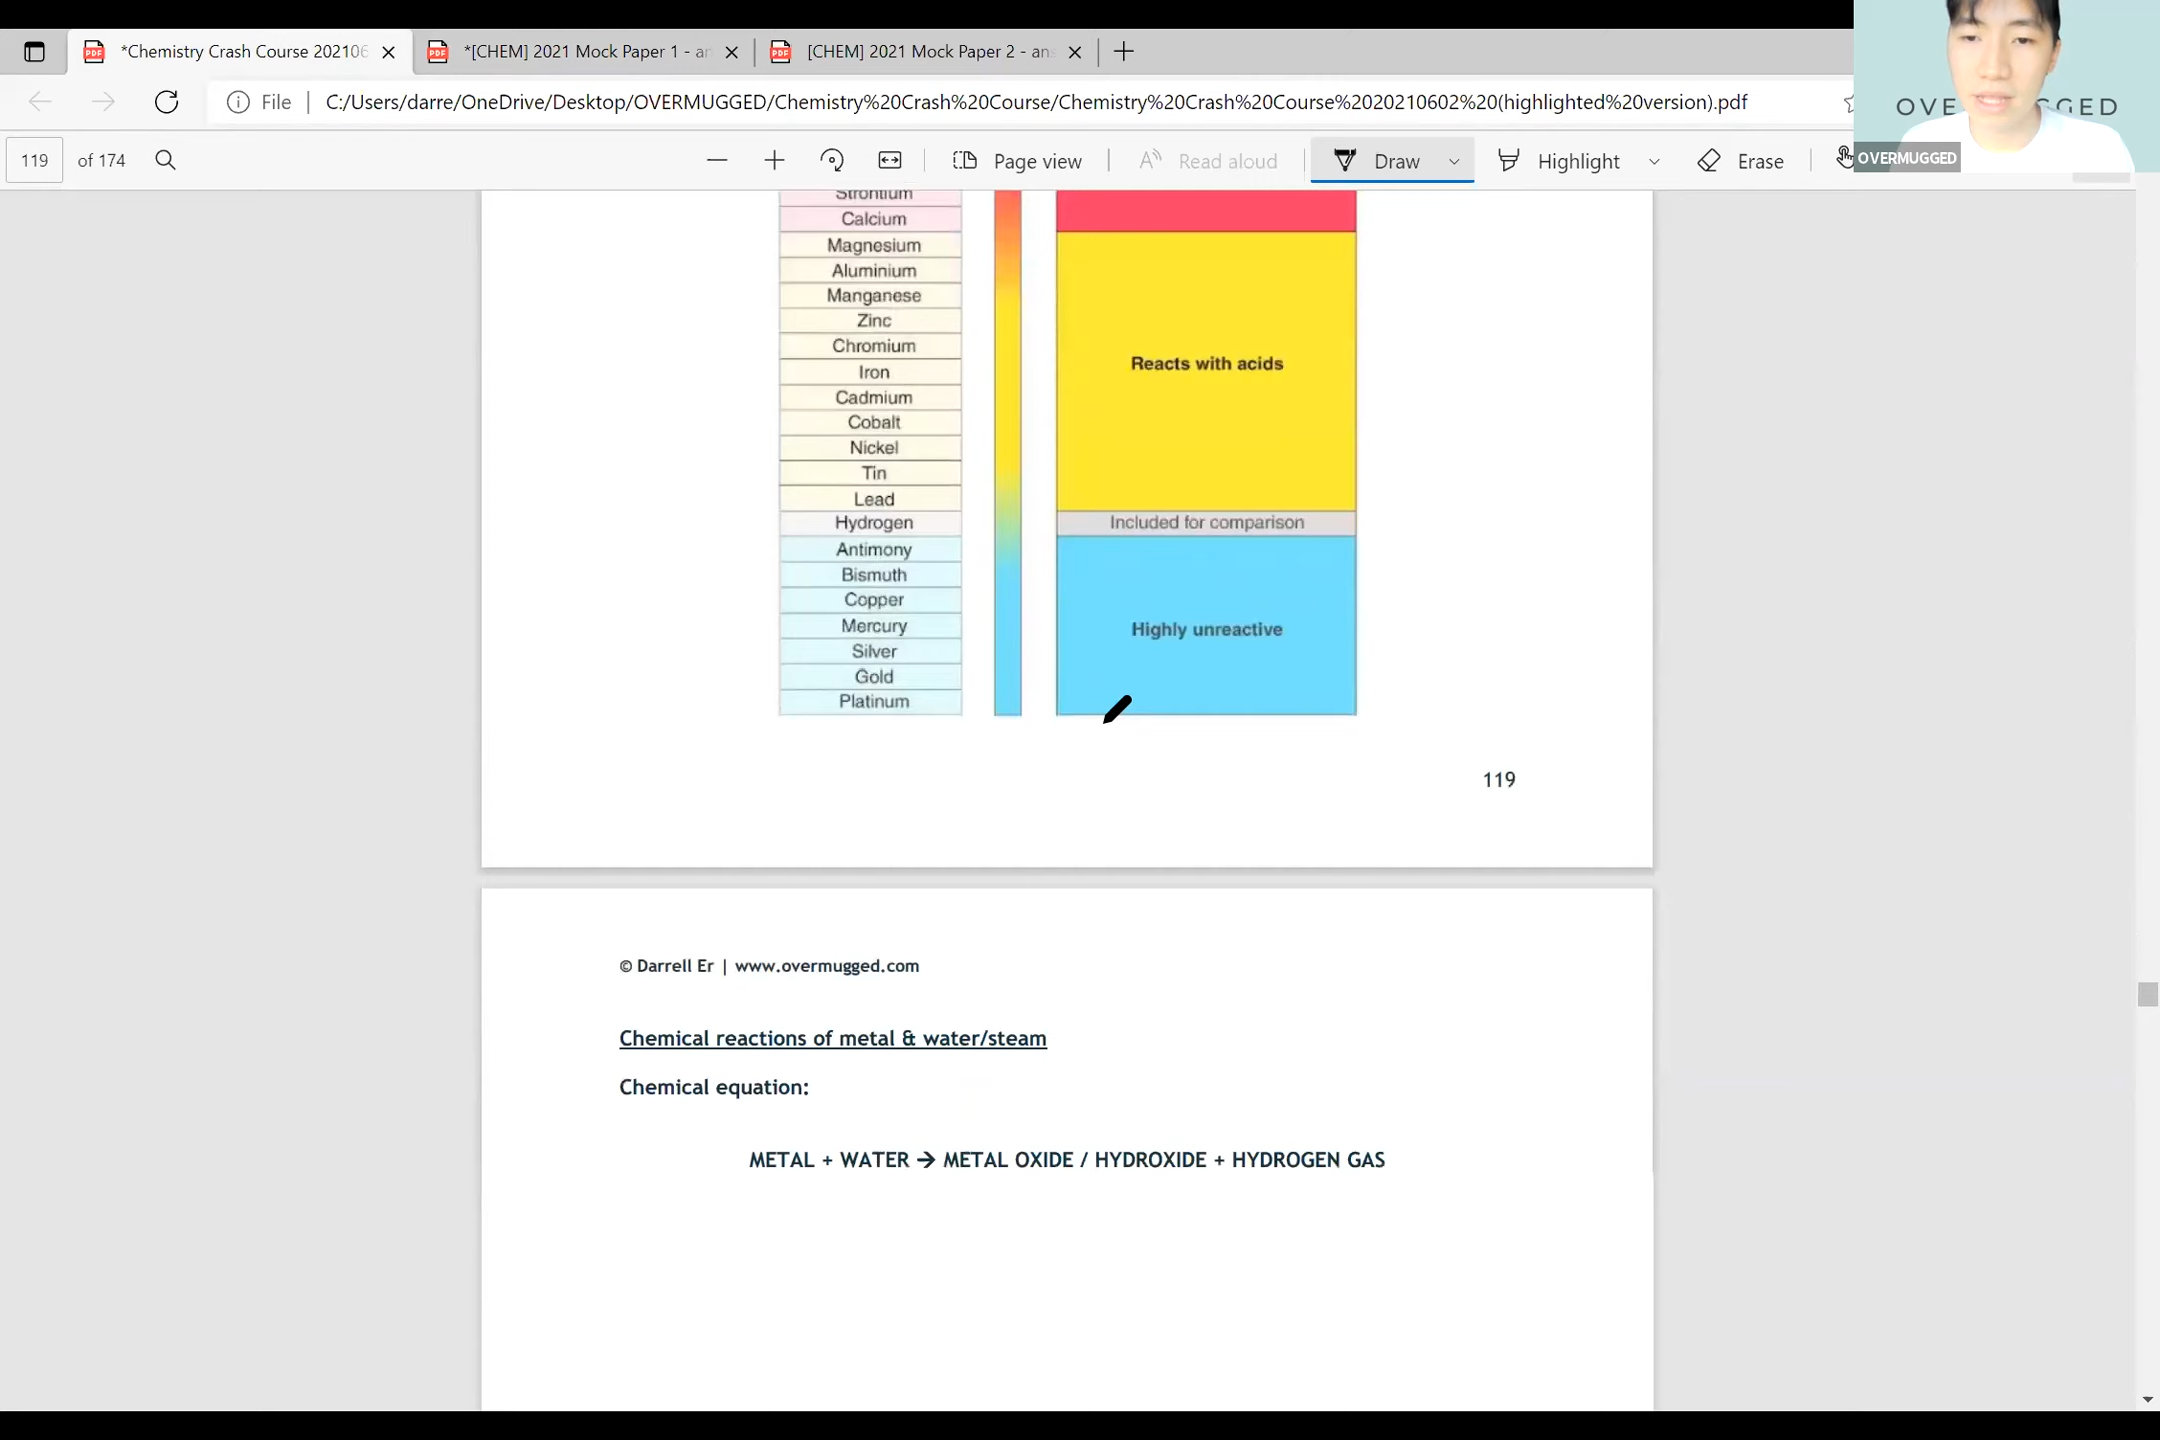 *Chemistry Crash Course 202106
*[CHEM] 2021 Mock Paper 1 - an
[CHEM] 2021 Mock Paper 2 - ans
File
C:/Users/darre/OneDrive/Desktop/OVERMUGGED/Chemistry%20Crash%20Course/Chemistry%20Crash%20Course%2020210602%20(highlighted%20version).pdf
119 of 174
Page view
Read aloud
Draw
Highlight
Erase
OVERMUGGED
Strontium
Calcium
Magnesium
Aluminium
Manganese
Zinc
Chromium
Iron
Cadmium
Cobalt
Nickel
Tin
Lead
Hydrogen
Antimony
Bismuth
Copper
Mercury
Silver
Gold
Platinum
Reacts with acids
Included for comparison
Highly unreactive
119
© Darrell Er | www.overmugged.com
Chemical reactions of metal & water/steam
Chemical equation:
METAL + WATER → METAL OXIDE / HYDROXIDE + HYDROGEN GAS